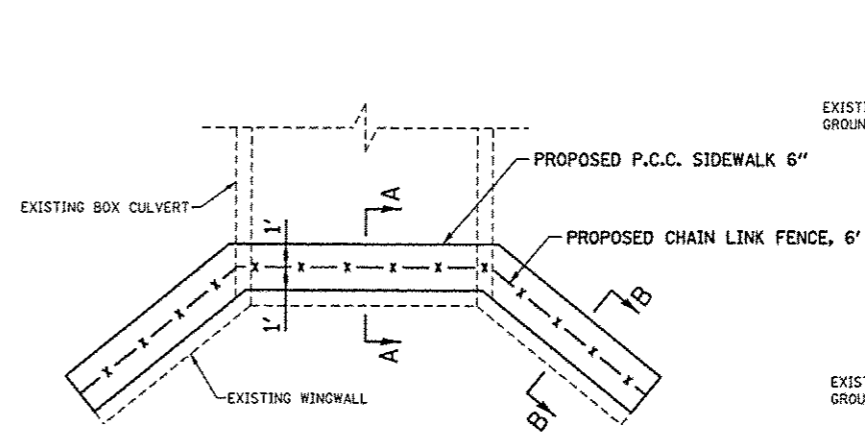 EXISTI
GROUN
PROPOSED P.C.C. SIDEWALK 6"
A
EXISTING BOX CULVERT
1'
PROPOSED CHAIN LINK FENCE, 6'
X X X X X X
X X X X X X X X
B
1'
A
EXISTING WINGWALL
B
EXIST
GROU